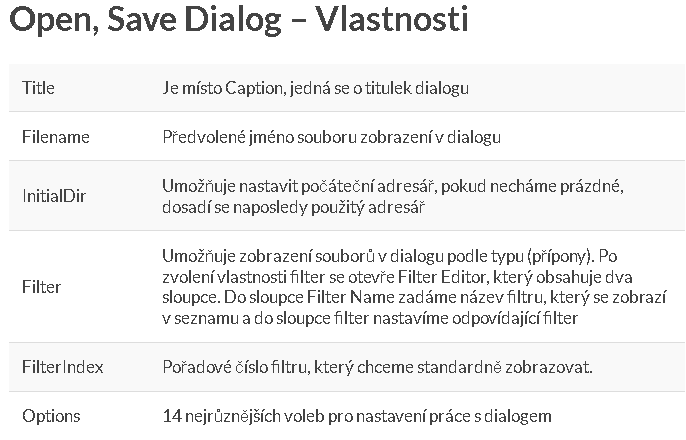 Open, Save Dialog – Vlastnosti
Title
Je místo Caption, jedná se o titulek dialogu
Filename
Předvolené jméno souboru zobrazení v dialogu
InitialDir
Umožňuje nastavit počáteční adresář, pokud necháme prázdné,
dosadí se naposledy použitý adresář
Filter
Umožňuje zobrazení souborů v dialogu podle typu (přípony). Po
zvolení vlastnosti filter se otevře Filter Editor, který obsahuje dva
sloupce. Do sloupce Filter Name zadáme název filtru, který se zobrazí
v seznamu a do sloupce filter nastavíme odpovídající filter
FilterIndex
Pořadové číslo filtru, který chceme standardně zobrazovat.
Options
14 nejrůznějších voleb pro nastavení práce s dialogem